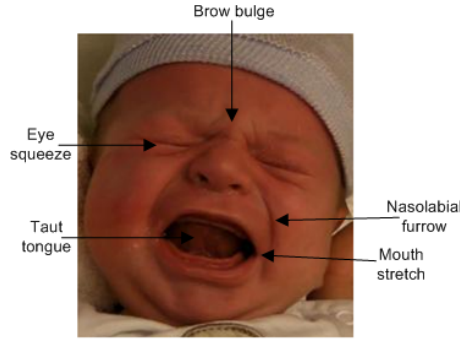 Brow bulge
Eye
squeeze
Nasolabial
furrow
Taut
tongue
Mouth
stretch